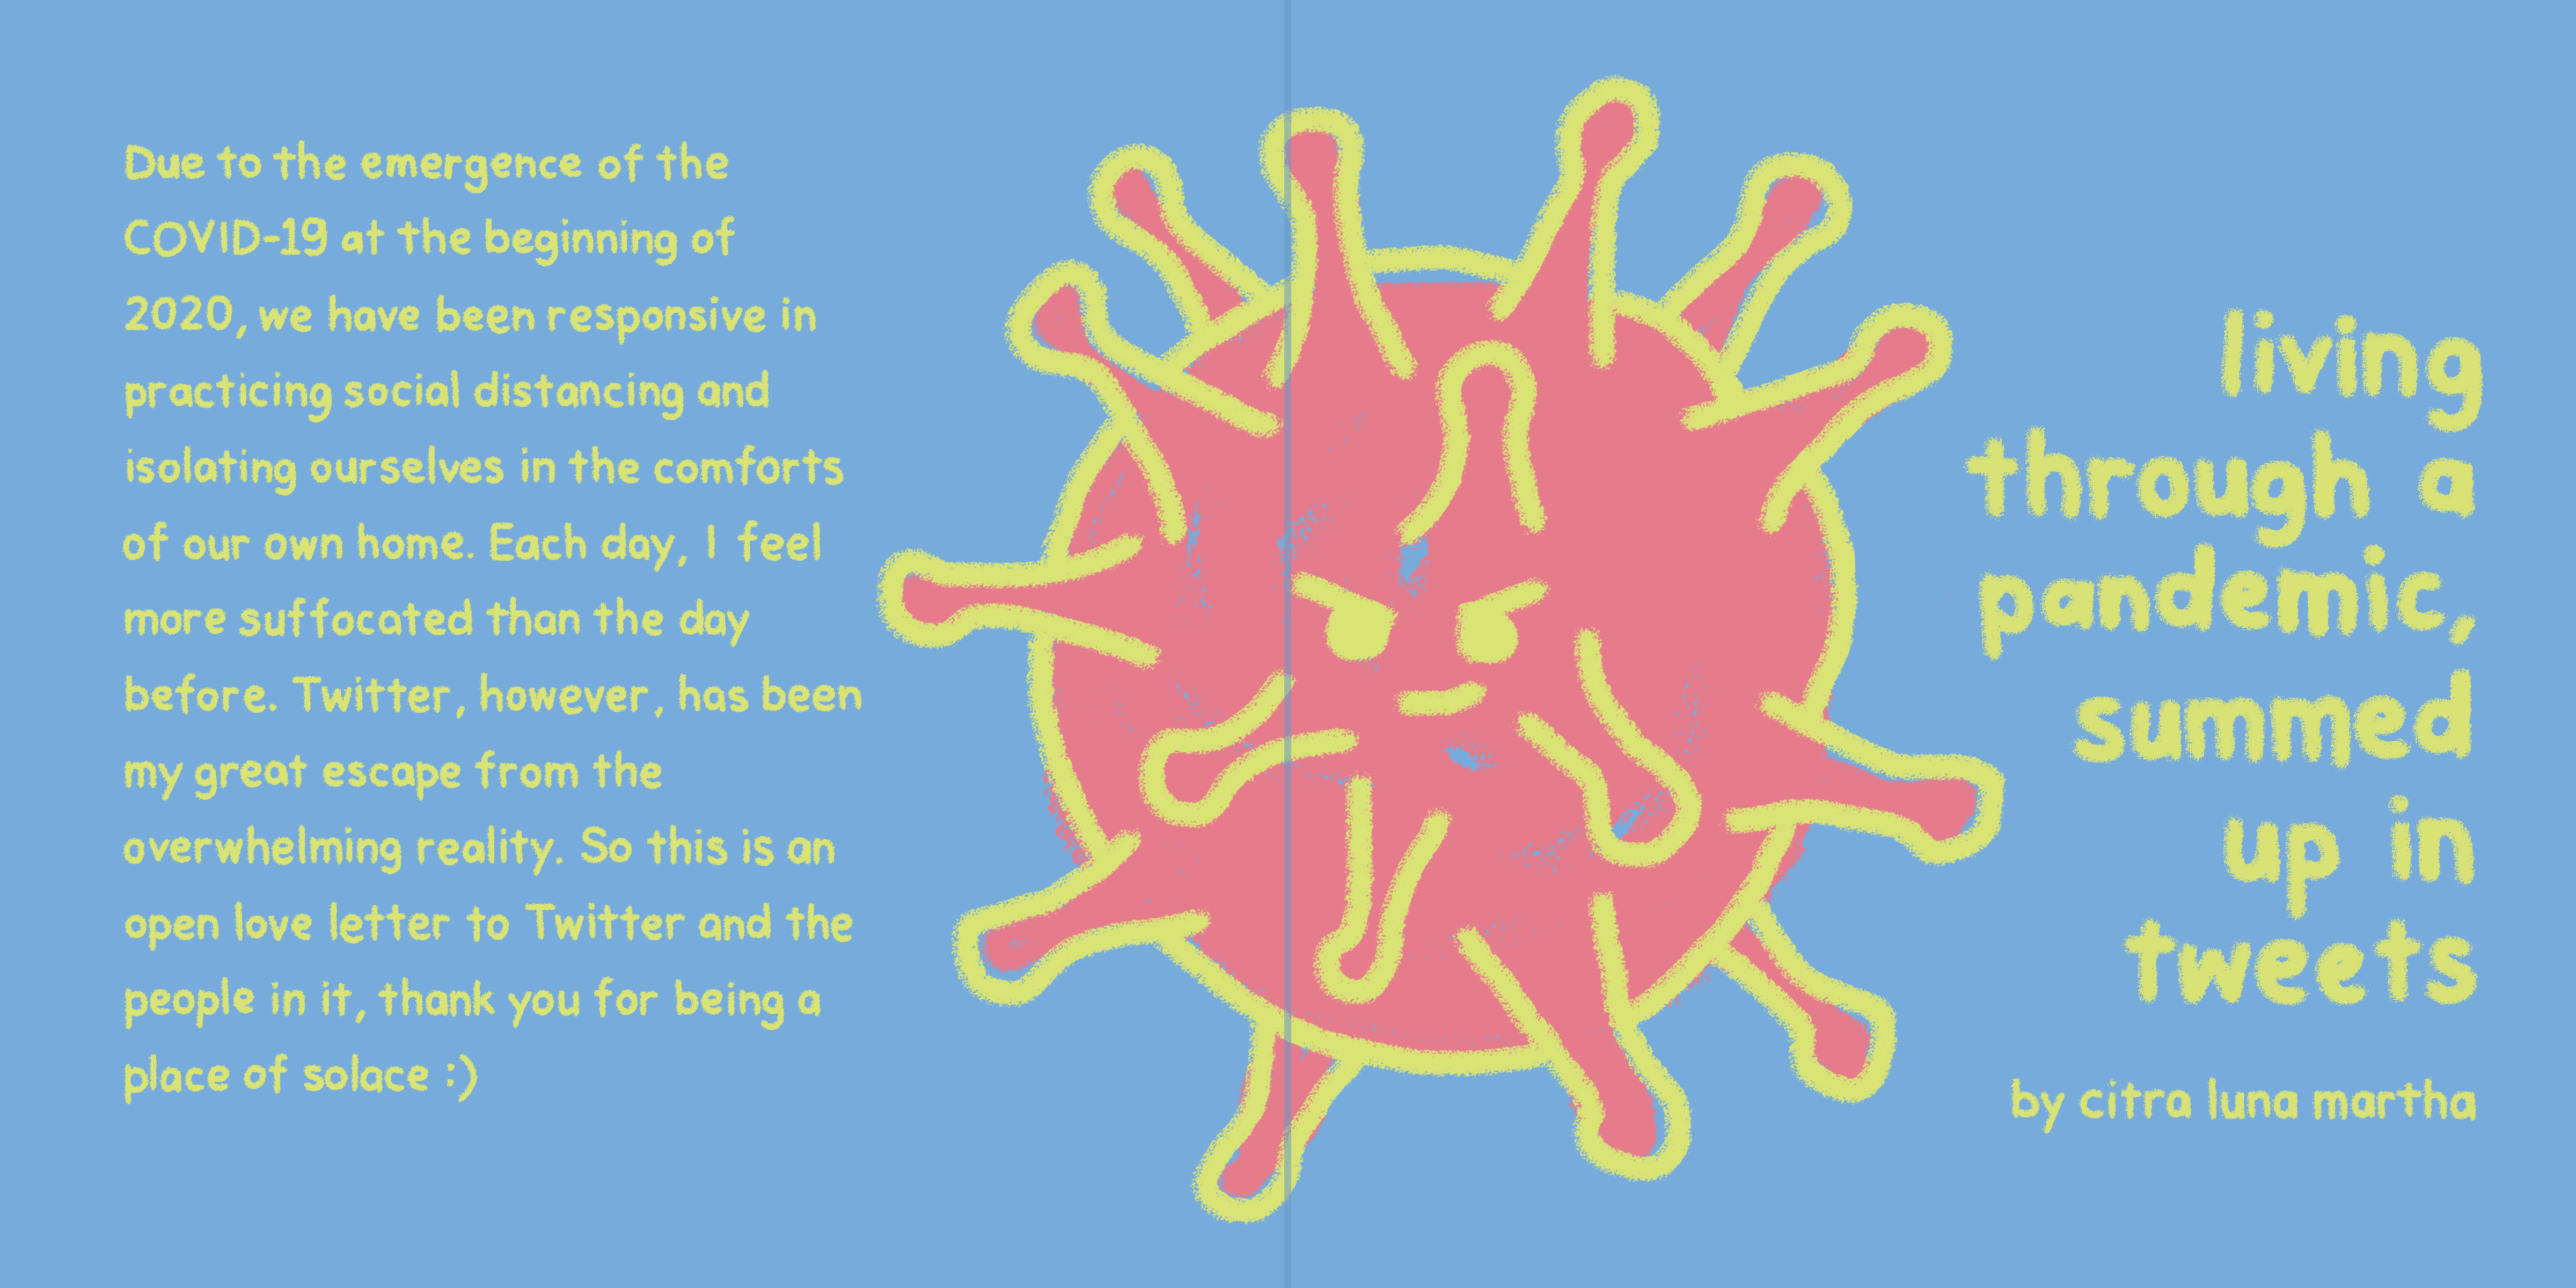 Due to the emergence of the
COVID-19 at the beginning of
2020, we have been responsive in
practicing social distancing and
isolating ourselves in the comforts
of our own home. Each day, I feel
more suffocated than the day
before. Twitter, however, has been
my great escape from the
overwhelming reality. So this is an
open love letter to Twitter and the
people in it, thank you for being a
place of solace :)
living
through a
pandemic,
summed
up in
tweets
by citra luna martha